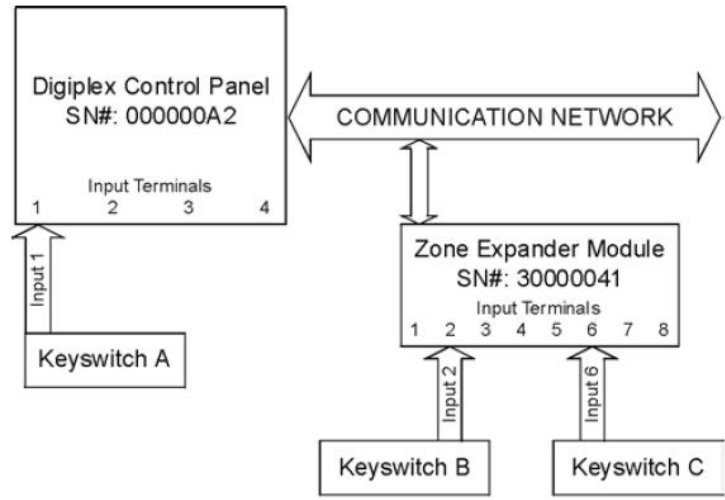 Digiplex Control Panel
SN#: 000000A2
Input Terminals
1 2 3 4
Input 1
Keyswitch A
COMMUNICATION NETWORK
Zone Expander Module
SN#: 30000041
Input Terminals
1 2 3 4 5 6 7 8
Input 2
Input 6
Keyswitch B
Keyswitch C